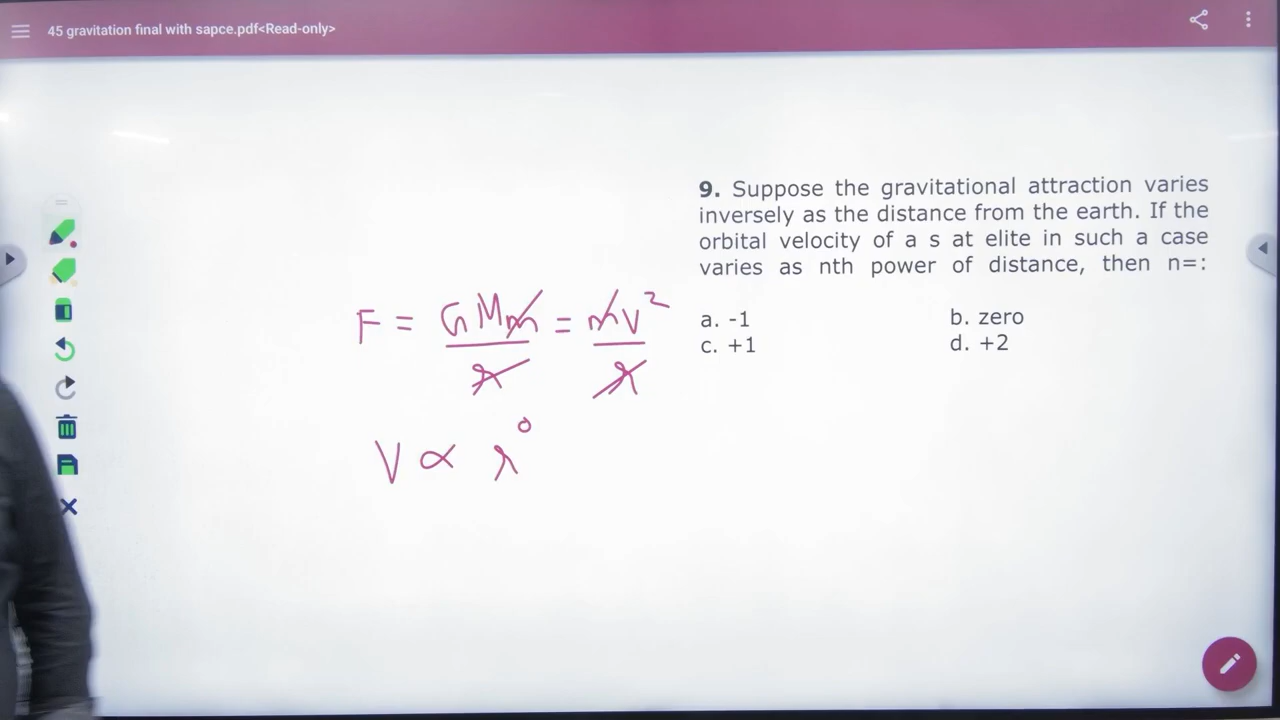 45 gravitation final with sapce.pdf<Read-only>
9. Suppose the gravitational attraction varies
inversely as the distance from the earth. If the
orbital velocity of a s at elite in such a case
varies as nth power of distance, then n=:
a. -1 b. zero
c. +1 d. +2
F = GMm/r = mv²/r
V ∝ r⁰